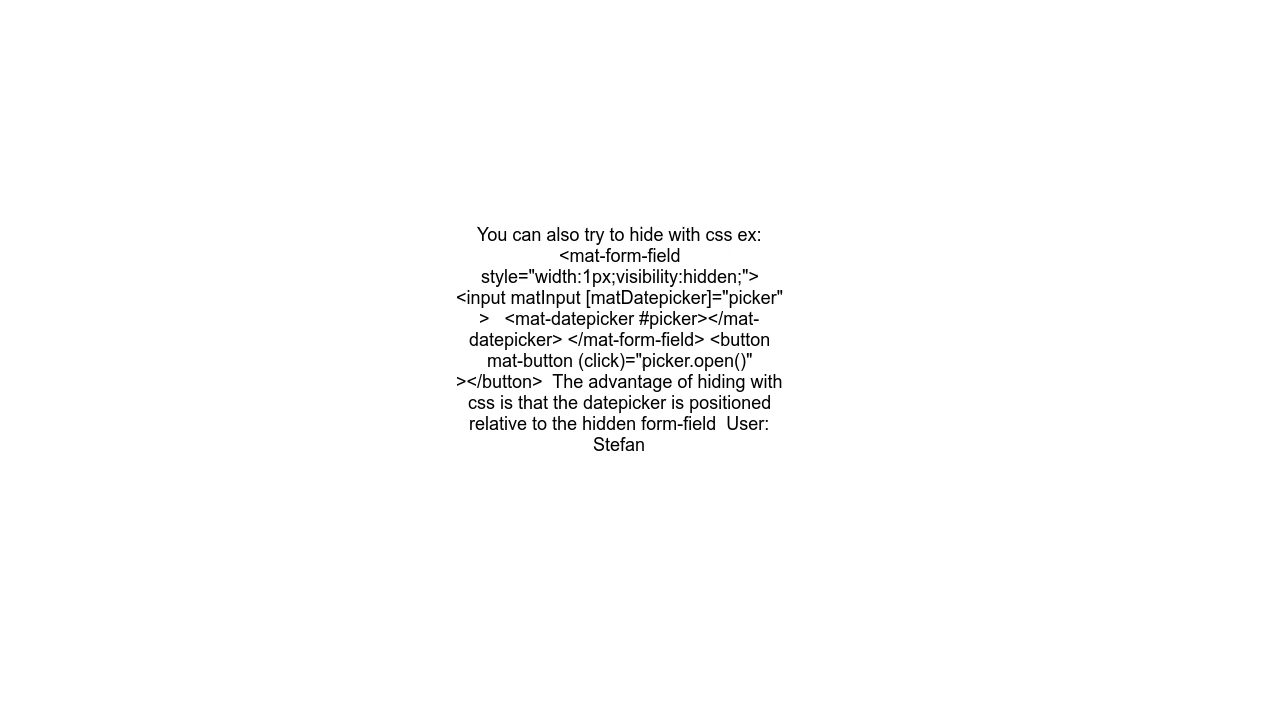 You can also try to hide with css ex:
<mat-form-field
style="width:1px;visibility:hidden;">
<input matInput [matDatepicker]="picker"
>   <mat-datepicker #picker></mat-
datepicker> </mat-form-field> <button
mat-button (click)="picker.open()"
></button>  The advantage of hiding with
css is that the datepicker is positioned
relative to the hidden form-field  User:
Stefan